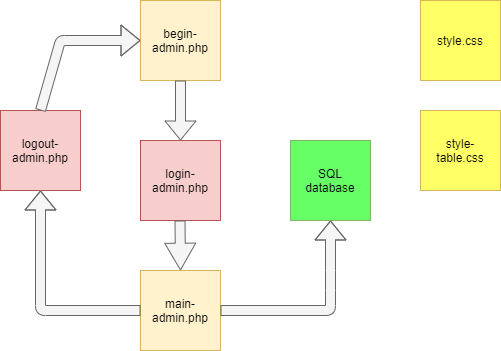 begin-
admin.php
style.css
logout-
admin.php
login-
admin.php
SQL
database
style-
table.css
main-
admin.php